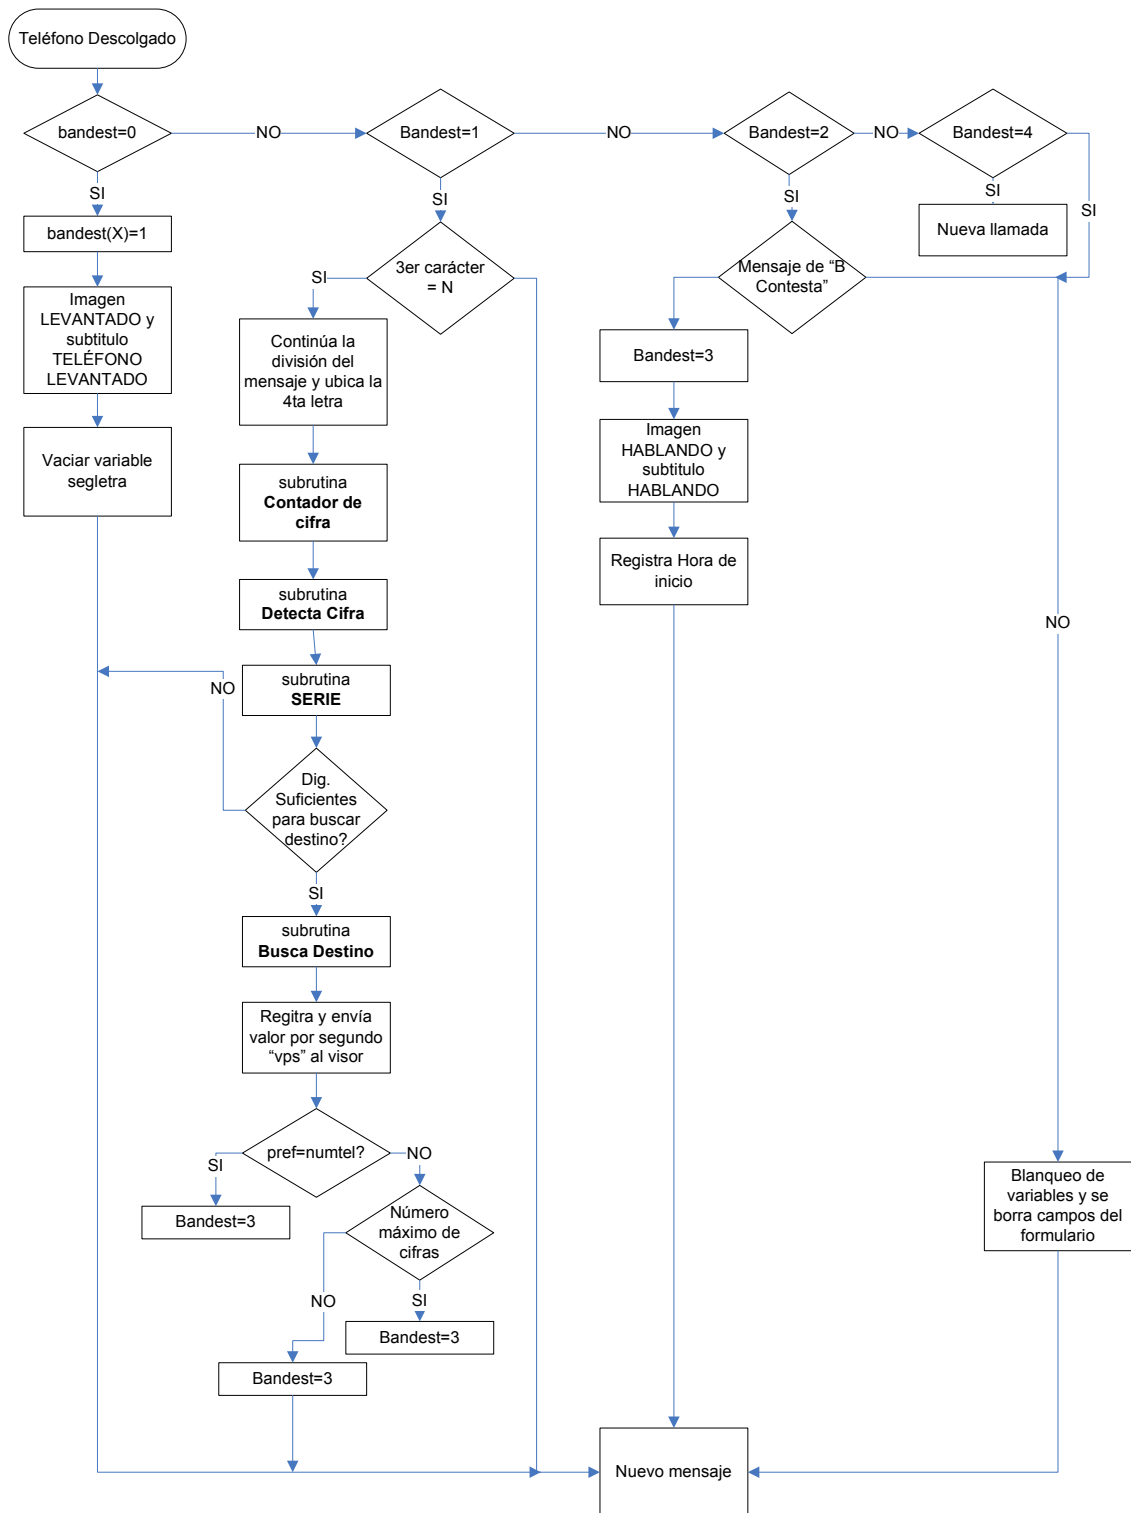 Teléfono Descolgado
bandest=0
NO
Bandest=1
NO
Bandest=2
NO
Bandest=4
SI
SI
SI
SI
SI
bandest(X)=1
Nueva llamada
Imagen
LEVANTADO y
subtitulo
TELÉFONO
LEVANTADO
SI
3er carácter
= N
Mensaje de “B
Contesta”
Continúa la
división del
mensaje y ubica la
4ta letra
Bandest=3
Vaciar variable
segletra
Imagen
HABLANDO y
subtitulo
HABLANDO
subrutina
Contador de
cifra
Registra Hora de
inicio
subrutina
Detecta Cifra
NO
subrutina
SERIE
NO
Dig.
Suficientes
para buscar
destino?
SI
subrutina
Busca Destino
Regitra y envía
valor por segundo
“vps” al visor
pref=numtel?
NO
SI
Bandest=3
Número
máximo de
cifras
Blanqueo de
variables y se
borra campos del
formulario
NO
SI
Bandest=3
Bandest=3
Nuevo mensaje